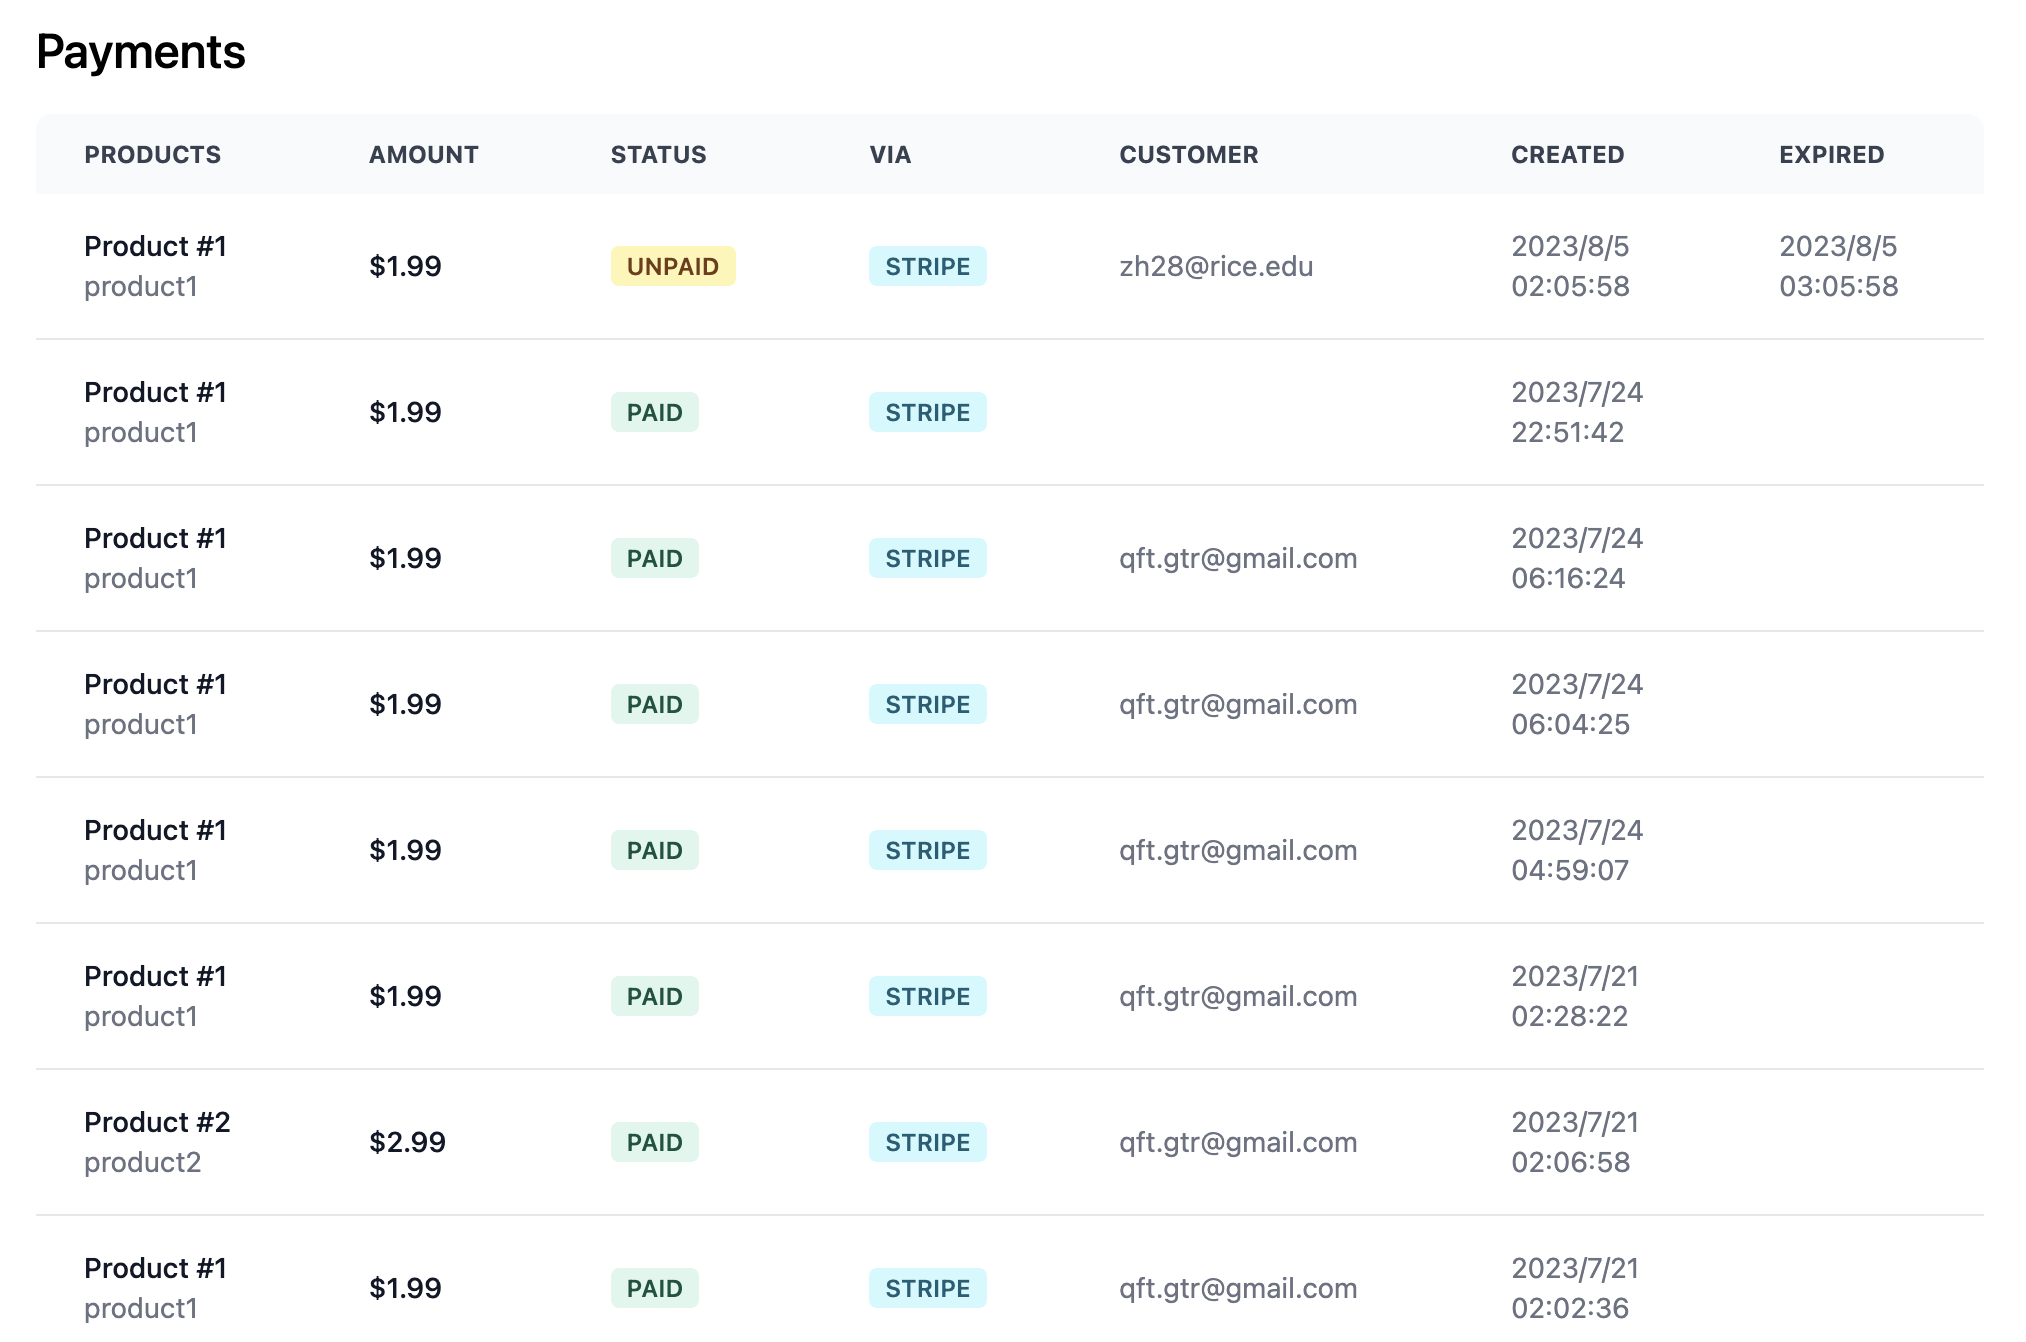 Payments
PRODUCTS AMOUNT STATUS VIA CUSTOMER CREATED EXPIRED
Product #1
product1
$1.99
UNPAID
STRIPE
zh28@rice.edu
2023/8/5
02:05:58
2023/8/5
03:05:58
Product #1
product1
$1.99
PAID
STRIPE
2023/7/24
22:51:42
Product #1
product1
$1.99
PAID
STRIPE
qft.gtr@gmail.com
2023/7/24
06:16:24
Product #1
product1
$1.99
PAID
STRIPE
qft.gtr@gmail.com
2023/7/24
06:04:25
Product #1
product1
$1.99
PAID
STRIPE
qft.gtr@gmail.com
2023/7/24
04:59:07
Product #1
product1
$1.99
PAID
STRIPE
qft.gtr@gmail.com
2023/7/21
02:28:22
Product #2
product2
$2.99
PAID
STRIPE
qft.gtr@gmail.com
2023/7/21
02:06:58
Product #1
product1
$1.99
PAID
STRIPE
qft.gtr@gmail.com
2023/7/21
02:02:36